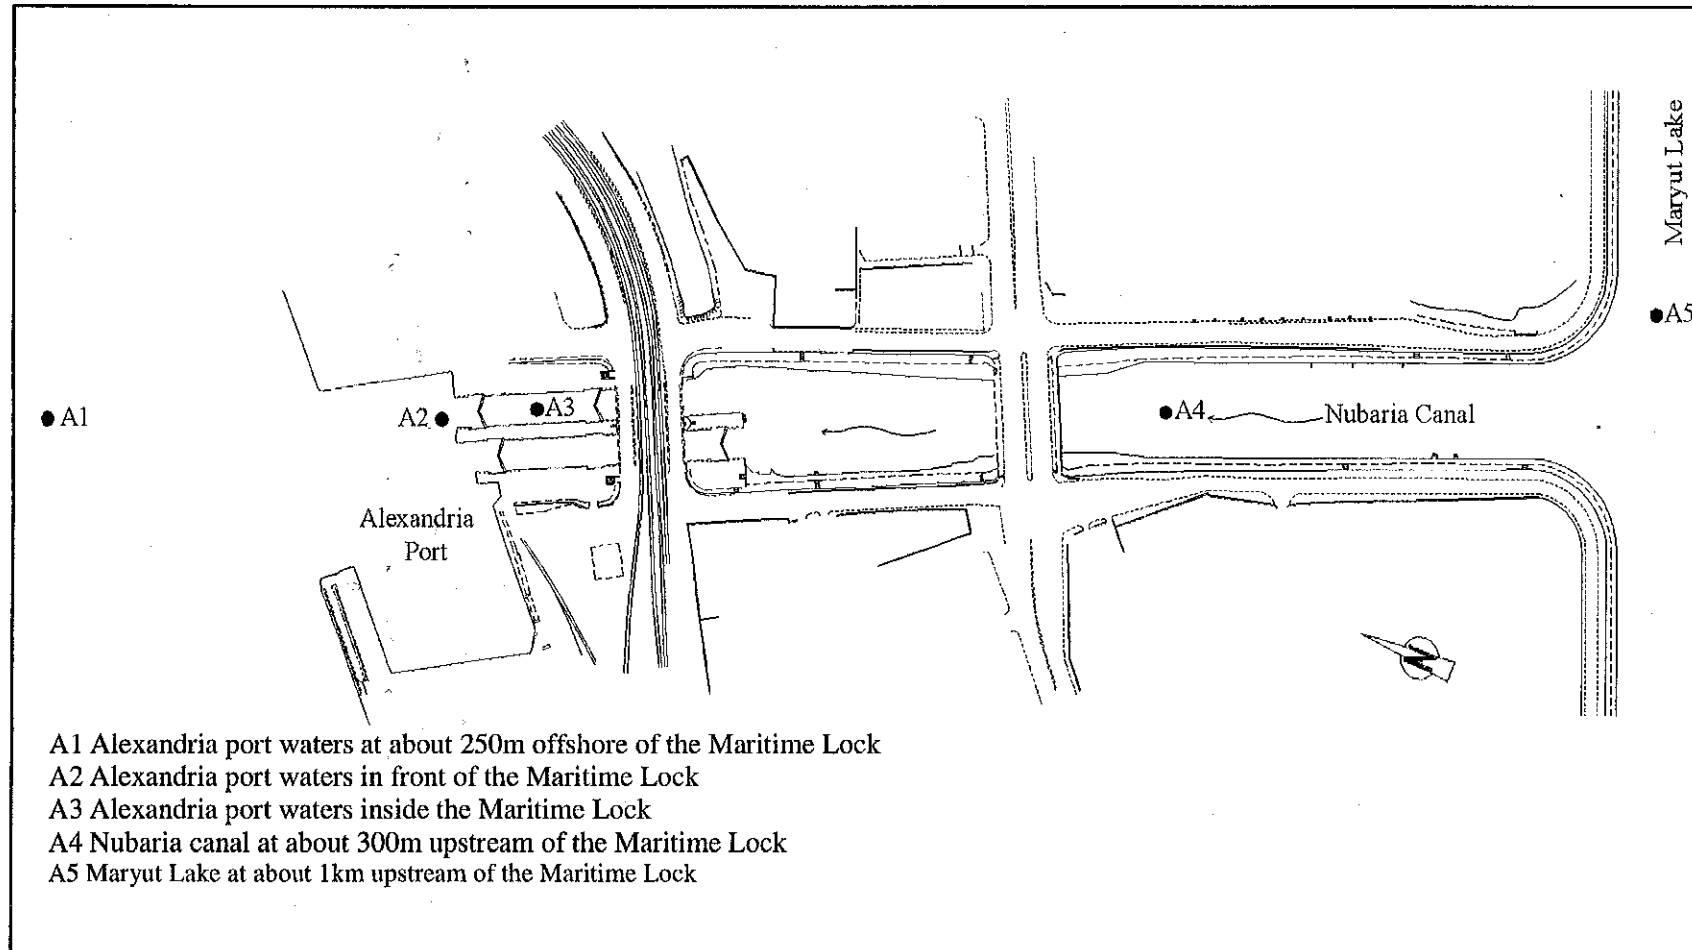 Maryut Lake
A5
A1
A2
A3
A4
Nubaria Canal
Alexandria
Port
N
A1 Alexandria port waters at about 250m offshore of the Maritime Lock
A2 Alexandria port waters in front of the Maritime Lock
A3 Alexandria port waters inside the Maritime Lock
A4 Nubaria canal at about 300m upstream of the Maritime Lock
A5 Maryut Lake at about 1km upstream of the Maritime Lock